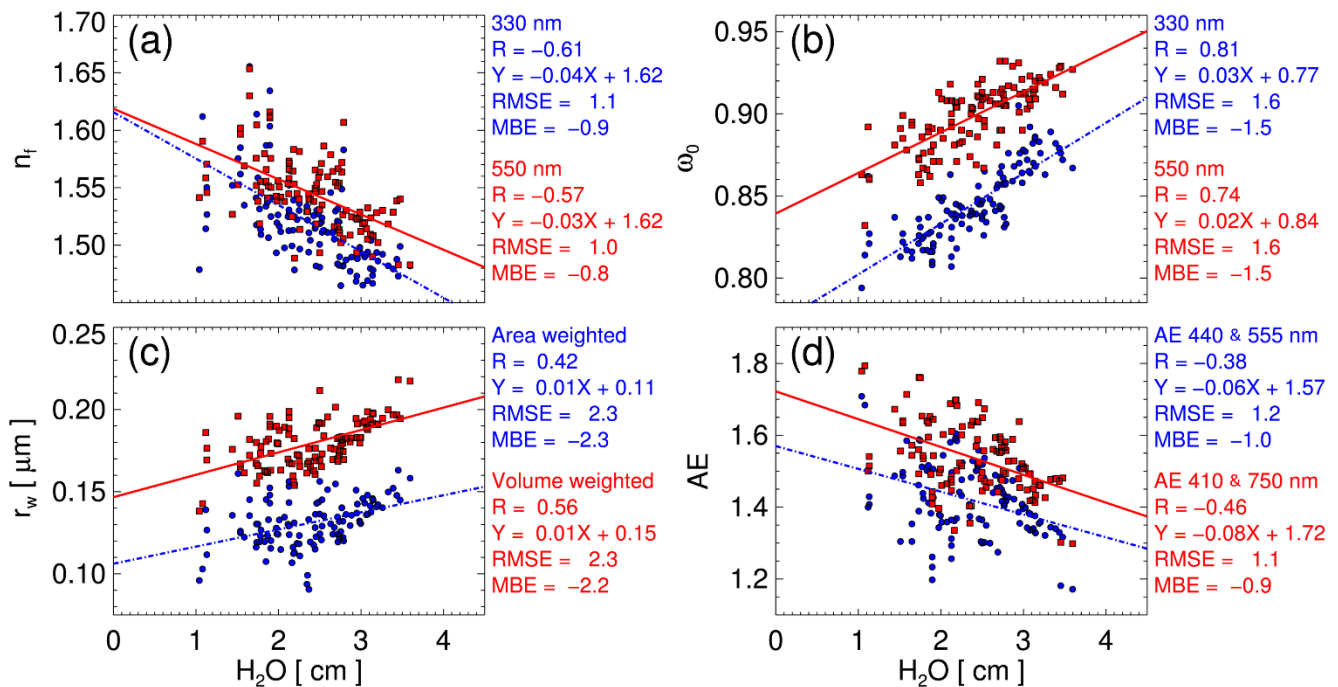 (a)
n_f
1.70
1.65
1.60
1.55
1.50
330 nm
R = −0.61
Y = −0.04X + 1.62
RMSE = 1.1
MBE = −0.9
550 nm
R = −0.57
Y = −0.03X + 1.62
RMSE = 1.0
MBE = −0.8
(b)
ω₀
0.95
0.90
0.85
0.80
330 nm
R = 0.81
Y = 0.03X + 0.77
RMSE = 1.6
MBE = −1.5
550 nm
R = 0.74
Y = 0.02X + 0.84
RMSE = 1.6
MBE = −1.5
(c)
r_w [ μm ]
0.25
0.20
0.15
0.10
0 1 2 3 4
H₂O [ cm ]
Area weighted
R = 0.42
Y = 0.01X + 0.11
RMSE = 2.3
MBE = −2.3
Volume weighted
R = 0.56
Y = 0.01X + 0.15
RMSE = 2.3
MBE = −2.2
(d)
AE
1.8
1.6
1.4
1.2
0 1 2 3 4
H₂O [ cm ]
AE 440 & 555 nm
R = −0.38
Y = −0.06X + 1.57
RMSE = 1.2
MBE = −1.0
AE 410 & 750 nm
R = −0.46
Y = −0.08X + 1.72
RMSE = 1.1
MBE = −0.9